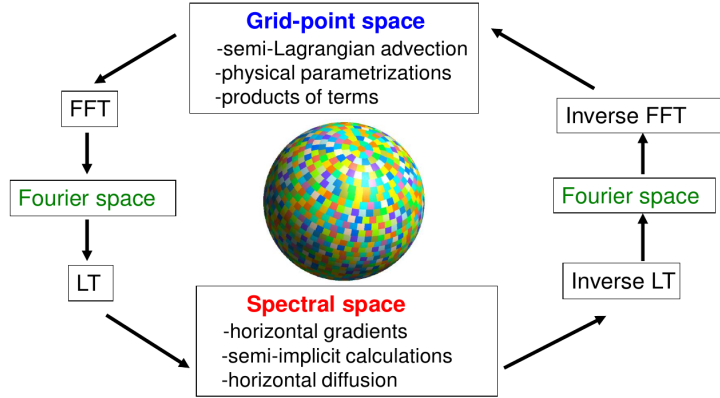 Grid-point space
-semi-Lagrangian advection
-physical parametrizations
-products of terms
FFT
Fourier space
LT
Spectral space
-horizontal gradients
-semi-implicit calculations
-horizontal diffusion
Inverse LT
Fourier space
Inverse FFT